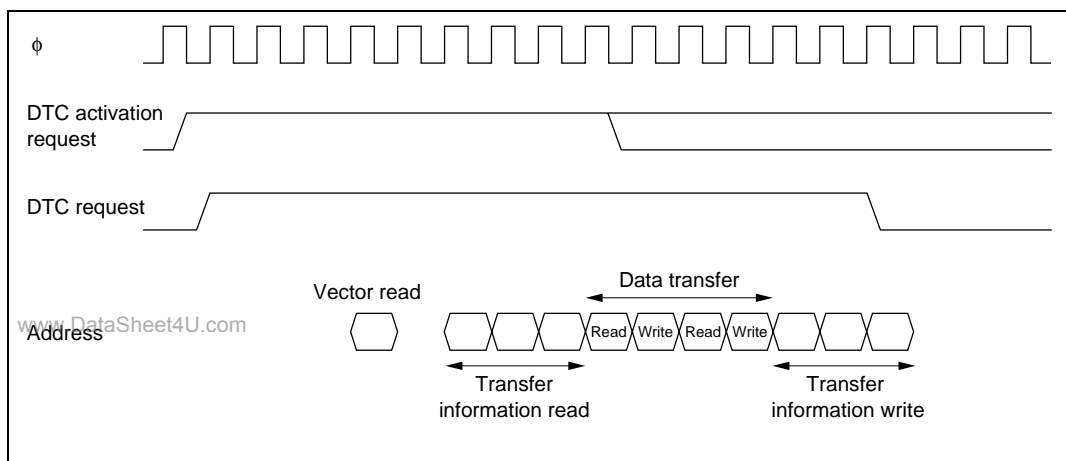 ϕ
DTC activation
request
DTC request
Data transfer
Vector read
www.DataSheet4U.com
Address
Read Write Read Write
Transfer
information read
Transfer
information write